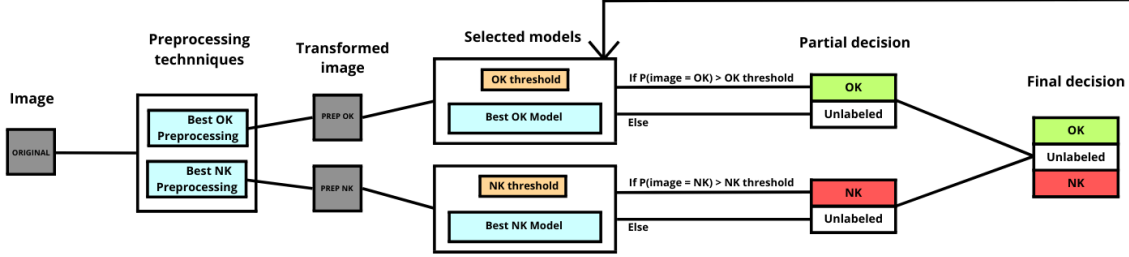 Image
ORIGINAL
Preprocessing
technniques
Best OK
Preprocessing
Best NK
Preprocessing
Transformed
image
PREP OK
PREP NK
Selected models
OK threshold
Best OK Model
NK threshold
Best NK Model
If P(image = OK) > OK threshold
Else
If P(image = NK) > NK threshold
Else
Partial decision
OK
Unlabeled
NK
Unlabeled
Final decision
OK
Unlabeled
NK